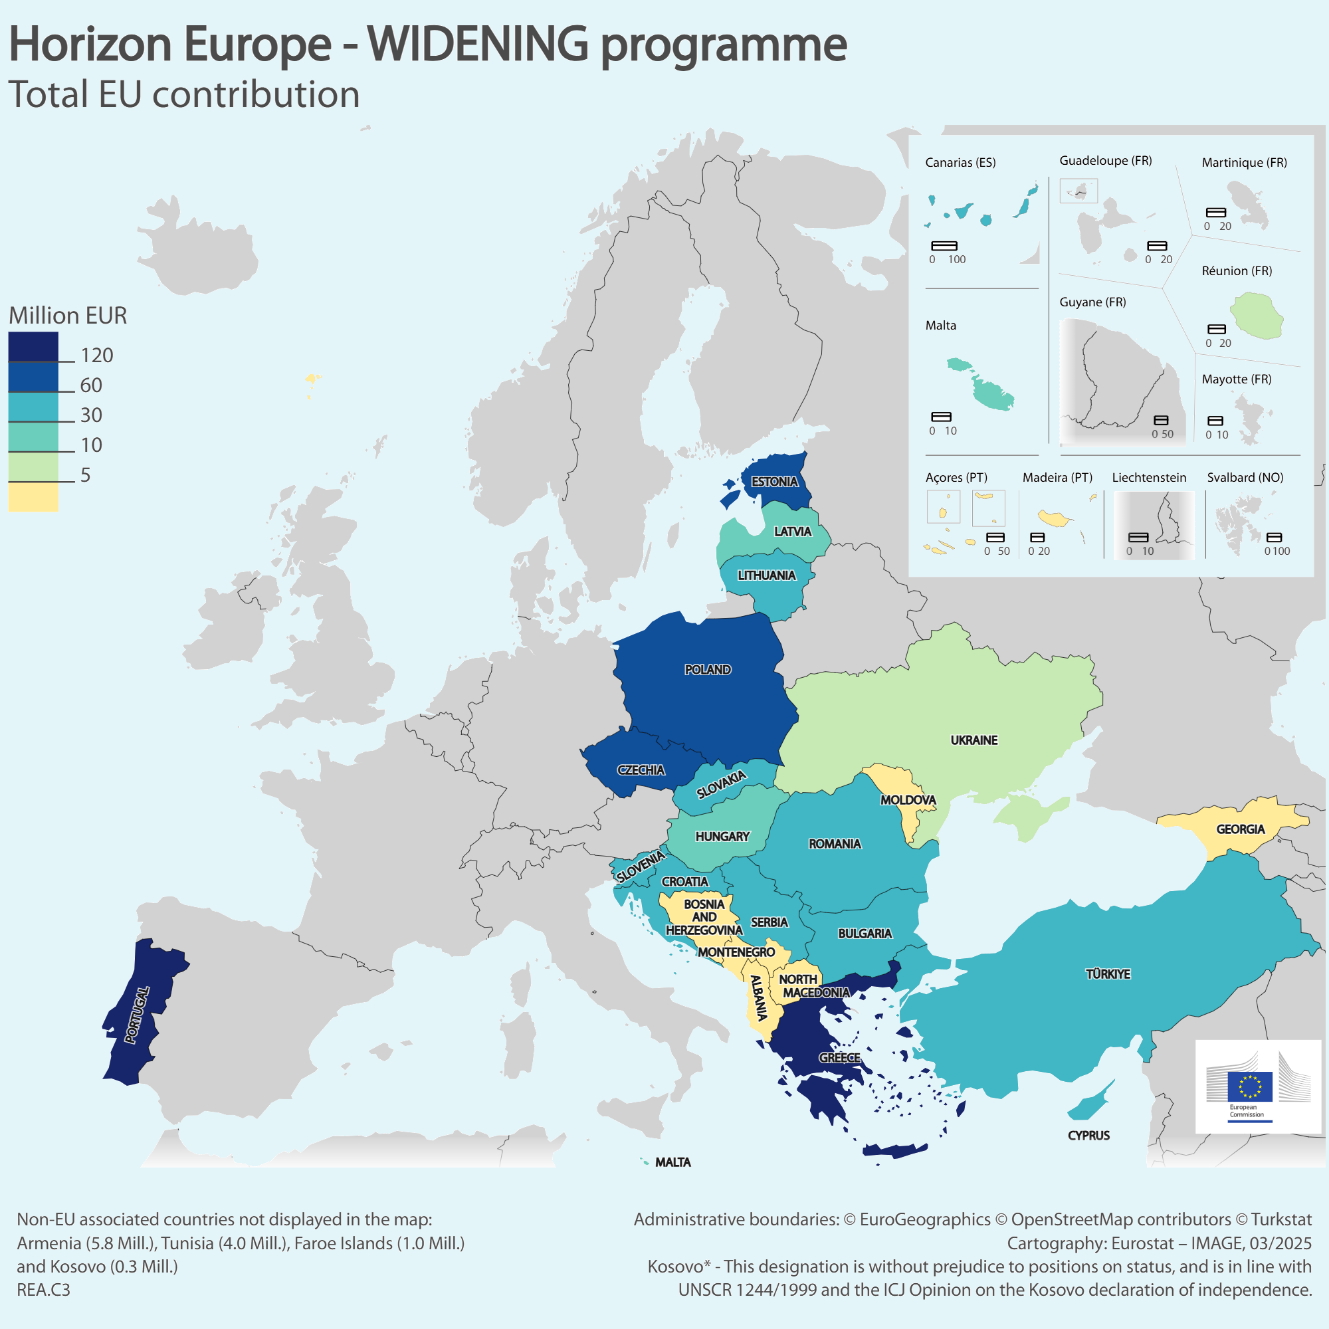 Horizon Europe - WIDENING programme
Total EU contribution
Canarias (ES)
0 100
Guadeloupe (FR)
0 20
Martinique (FR)
0 20
Réunion (FR)
0 20
Malta
0 10
Guyane (FR)
0 50
Mayotte (FR)
0 10
Açores (PT)
0 50
Madeira (PT)
0 20
Liechtenstein
0 10
Svalbard (NO)
0 100
Million EUR
120
60
30
10
5
ESTONIA
LATVIA
LITHUANIA
POLAND
CZECHIA
SLOVAKIA
UKRAINE
MOLDOVA
HUNGARY
ROMANIA
GEORGIA
SLOVENIA
CROATIA
BOSNIA
AND
HERZEGOVINA
SERBIA
BULGARIA
MONTENEGRO
NORTH
MACEDONIA
ALBANIA
TÜRKIYE
PORTUGAL
GREECE
CYPRUS
MALTA
European
Commission
Non-EU associated countries not displayed in the map:
Armenia (5.8 Mill.), Tunisia (4.0 Mill.), Faroe Islands (1.0 Mill.)
and Kosovo (0.3 Mill.)
REA.C3
Administrative boundaries: © EuroGeographics © OpenStreetMap contributors © Turkstat
Cartography: Eurostat – IMAGE, 03/2025
Kosovo* - This designation is without prejudice to positions on status, and is in line with
UNSCR 1244/1999 and the ICJ Opinion on the Kosovo declaration of independence.